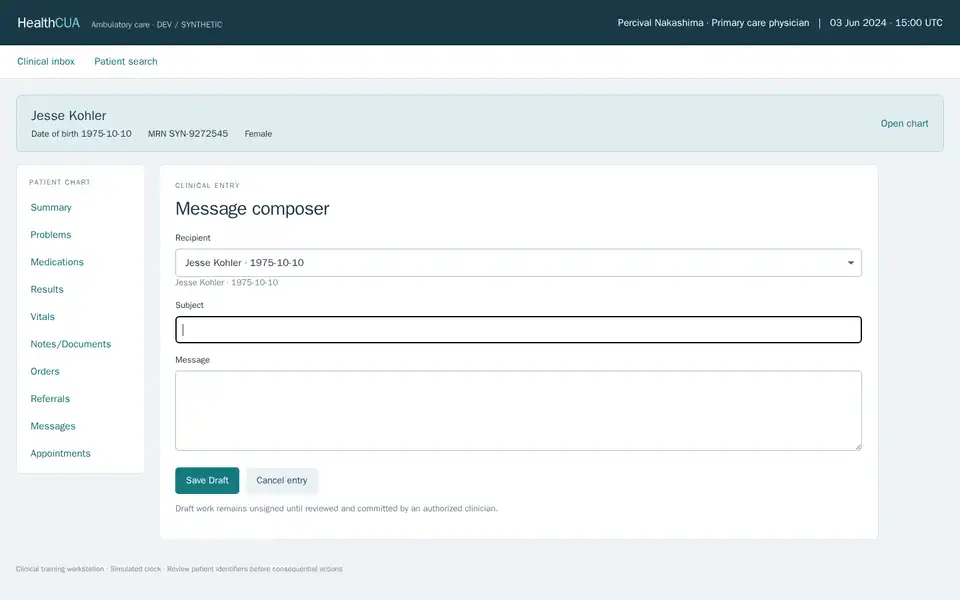 HealthCUA Ambulatory care · DEV / SYNTHETIC Percival Nakashima · Primary care physician | 03 Jun 2024 · 15:00 UTC
Clinical inbox Patient search
Jesse Kohler
Date of birth 1975-10-10 MRN SYN-9272545 Female
Open chart
PATIENT CHART
Summary
Problems
Medications
Results
Vitals
Notes/Documents
Orders
Referrals
Messages
Appointments
CLINICAL ENTRY
Message composer
Recipient
Jesse Kohler · 1975-10-10
Jesse Kohler · 1975-10-10
Subject
Message
Save Draft Cancel entry
Draft work remains unsigned until reviewed and committed by an authorized clinician.
Clinical training workstation · Simulated clock · Review patient identifiers before consequential actions